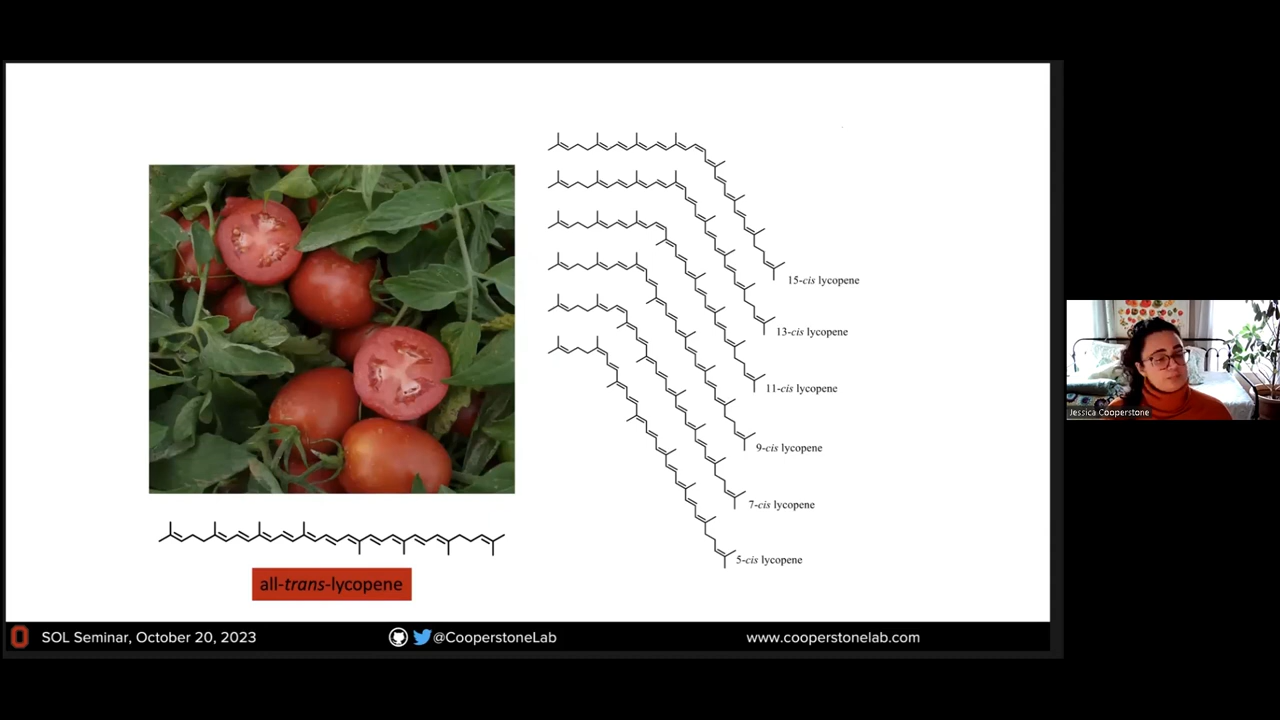 15-cis lycopene
13-cis lycopene
11-cis lycopene
9-cis lycopene
7-cis lycopene
5-cis lycopene
all-trans-lycopene
SOL Seminar, October 20, 2023
@CooperstoneLab
www.cooperstonelab.com
Jessica Cooperstone